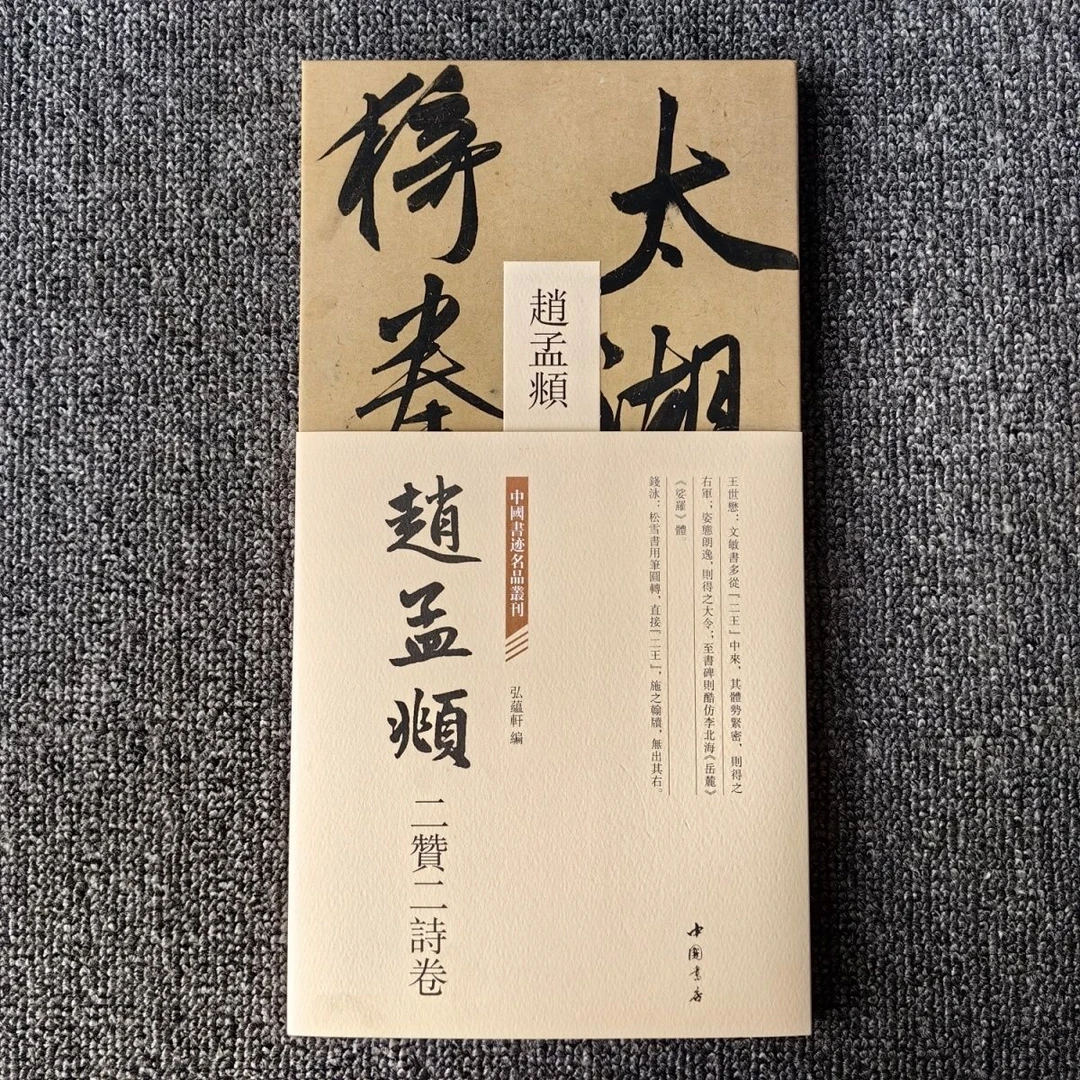 太湖
猗拳
趙孟頫
王世懋：文敏書多從「二王」中來，其體勢緊密，則得之
右軍；姿態朗逸，則得之大令；至書碑則酷仿李北海《岳麓》
《娑羅》體。
錢泳：松雪書用筆圓轉，直接「二王」，施之翰牘，無出其右。
中國書迹名品叢刊
弘蘊軒 編
趙孟頫 二贊二詩卷
中國書店